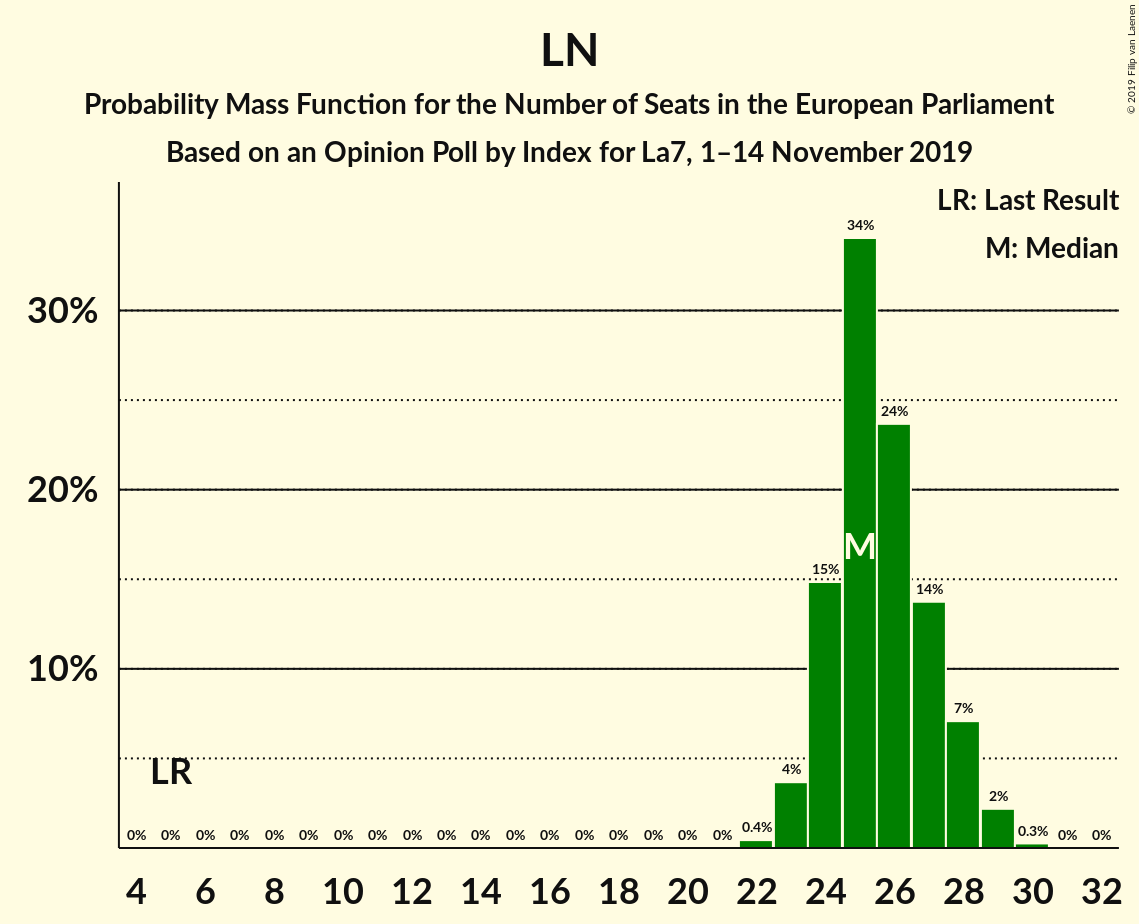 LN
Probability Mass Function for the Number of Seats in the European Parliament
Based on an Opinion Poll by Index for La7, 1–14 November 2019
© 2019 Filip van Laenen
LR: Last Result
M: Median
34%
30%
24%
20%
M
15%
14%
10%
7%
LR
4%
2%
0% 0% 0% 0% 0% 0% 0% 0% 0% 0% 0% 0% 0% 0% 0% 0% 0% 0% 0.4% 0.3% 0% 0%
4 6 8 10 12 14 16 18 20 22 24 26 28 30 32